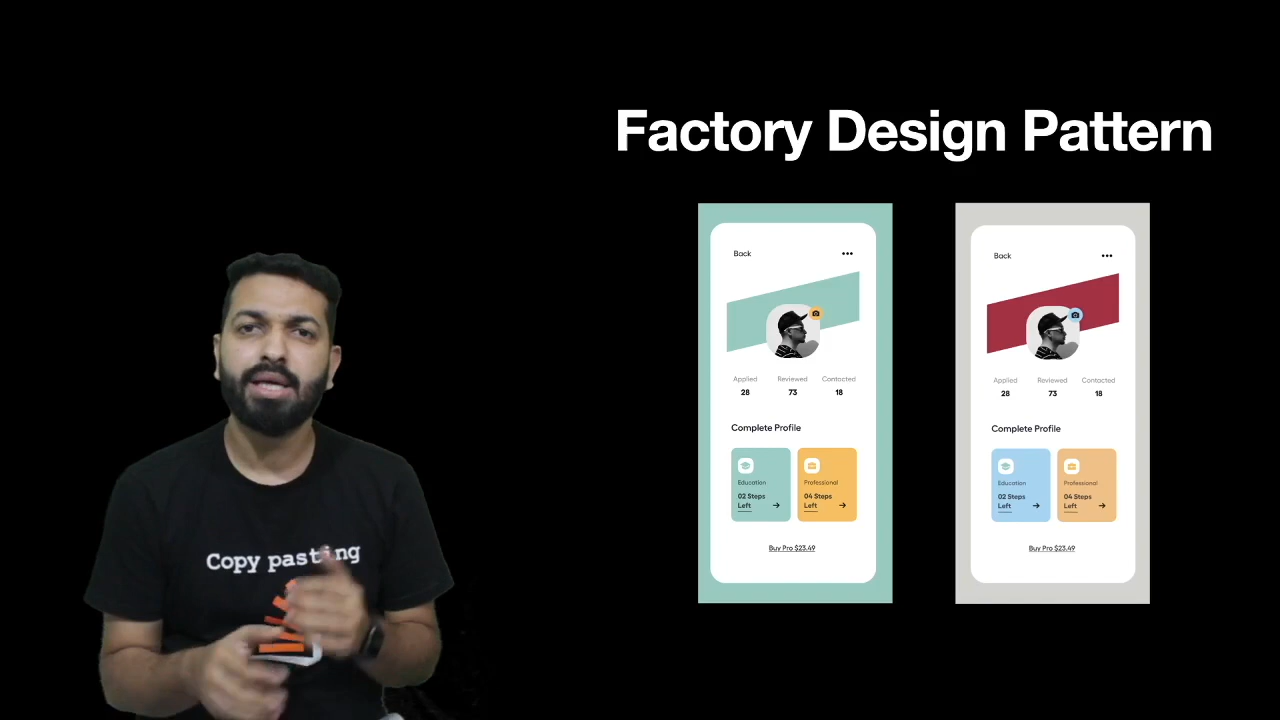 Factory Design Pattern
Back
Applied Reviewed Contacted
28 73 18
Complete Profile
Education
02 Steps
Left
Professional
04 Steps
Left
Buy Pro $23,49
Back
Applied Reviewed Contacted
28 73 18
Complete Profile
Education
02 Steps
Left
Professional
04 Steps
Left
Buy Pro $23,49
Copy pasting